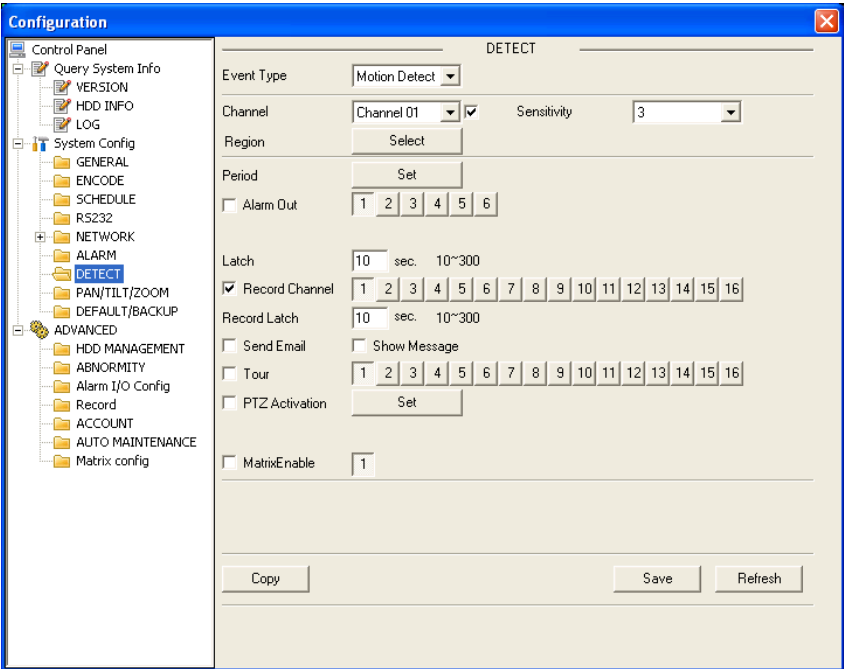 Configuration
Control Panel
Query System Info
VERSION
HDD INFO
LOG
System Config
GENERAL
ENCODE
SCHEDULE
RS232
NETWORK
ALARM
DETECT
PAN/TILT/ZOOM
DEFAULT/BACKUP
ADVANCED
HDD MANAGEMENT
ABNORMITY
Alarm I/O Config
Record
ACCOUNT
AUTO MAINTENANCE
Matrix config
DETECT
Event Type Motion Detect
Channel Channel 01 Sensitivity 3
Region Select
Period Set
Alarm Out 1 2 3 4 5 6
Latch 10 sec. 10~300
Record Channel 1 2 3 4 5 6 7 8 9 10 11 12 13 14 15 16
Record Latch 10 sec. 10~300
Send Email Show Message
Tour 1 2 3 4 5 6 7 8 9 10 11 12 13 14 15 16
PTZ Activation Set
MatrixEnable 1
Copy Save Refresh